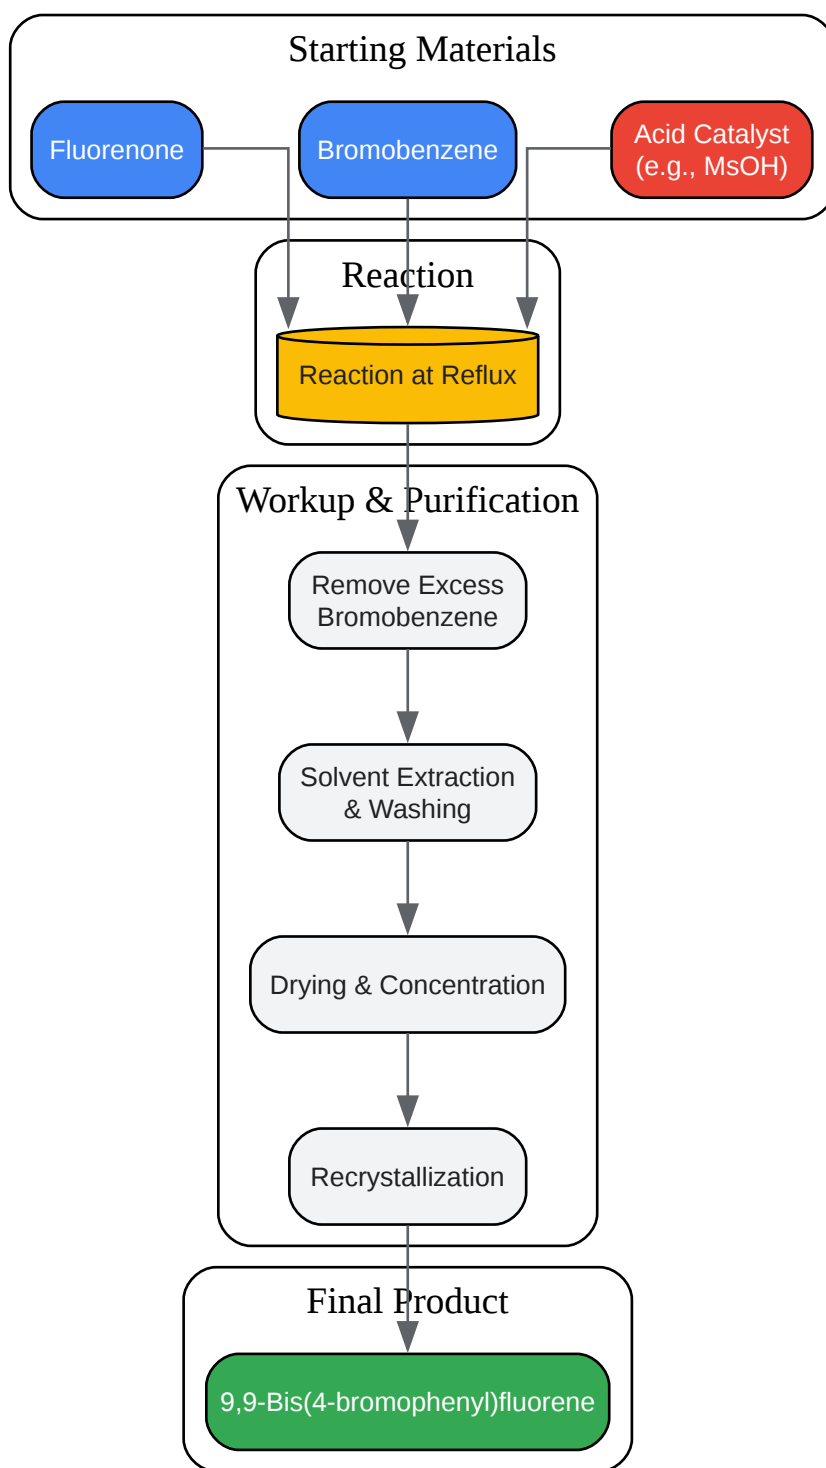 Starting Materials
Fluorenone
Bromobenzene
Acid Catalyst
(e.g., MsOH)
Reaction
Reaction at Reflux
Workup & Purification
Remove Excess
Bromobenzene
Solvent Extraction
& Washing
Drying & Concentration
Recrystallization
Final Product
9,9-Bis(4-bromophenyl)fluorene